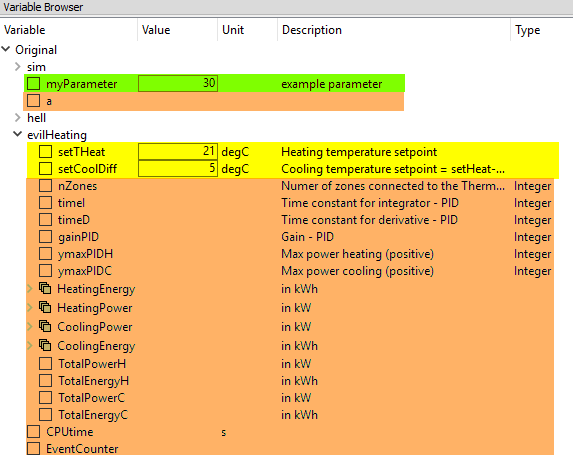 Variable Browser
Variable Value Unit Description Type
Original
sim
myParameter 30 example parameter
a
hell
evilHeating
setTHeat 21 degC Heating temperature setpoint
setCoolDiff 5 degC Cooling temperature setpoint = setHeat-...
nZones Numer of zones connected to the Therm... Integer
timeI Time constant for integrator - PID Integer
timeD Time constant for derivative - PID Integer
gainPID Gain - PID Integer
ymaxPIDH Max power heating (positive) Integer
ymaxPIDC Max power cooling (positive) Integer
HeatingEnergy in kWh
HeatingPower in kW
CoolingPower in kW
CoolingEnergy in kWh
TotalPowerH in kW
TotalEnergyH in kWh
TotalPowerC in kW
TotalEnergyC in kWh
CPUtime s
EventCounter